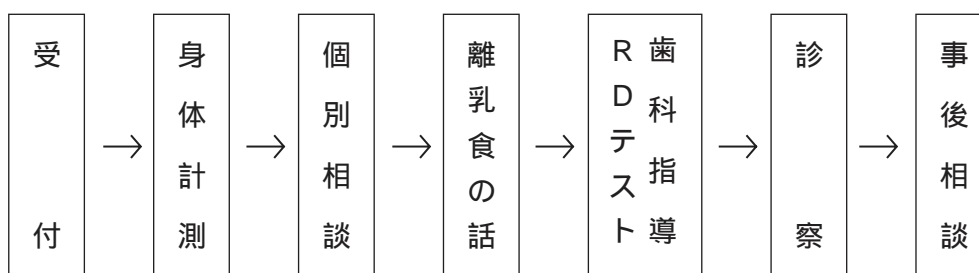 受付
→
身体計測
→
個別相談
→
離乳食の話
→
歯科指導
RDテスト
→
診察
→
事後相談